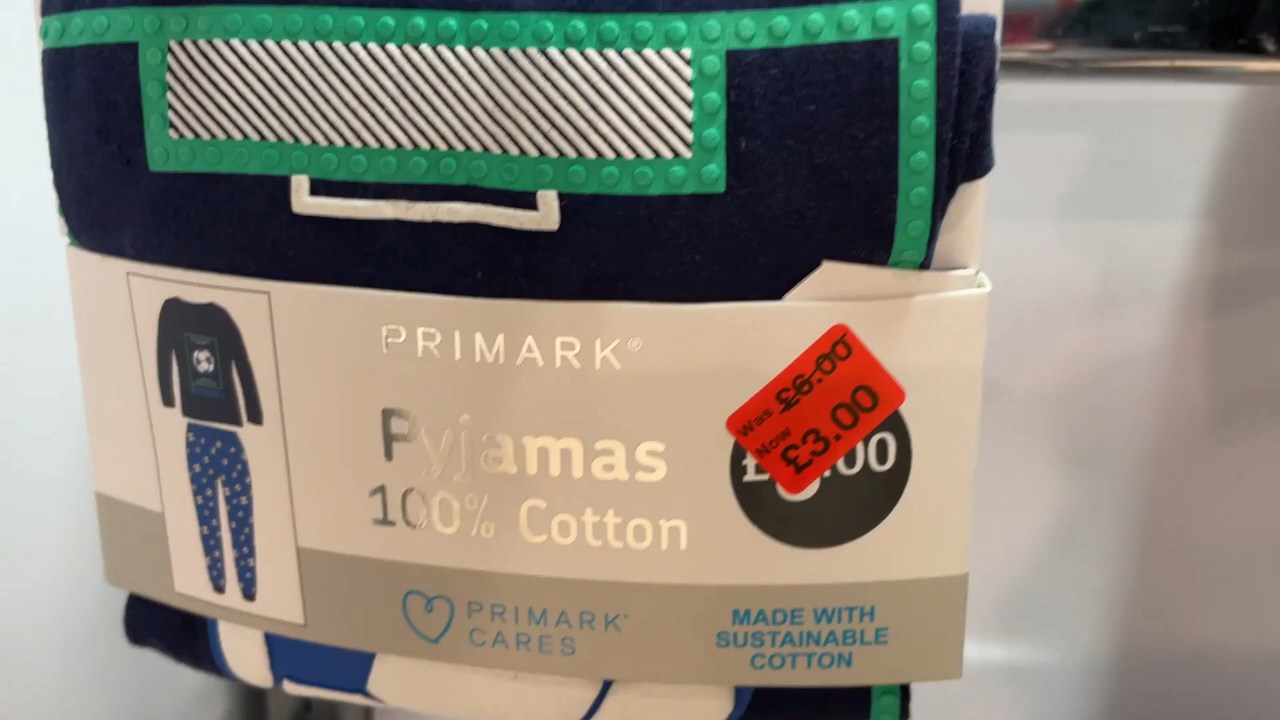 PRIMARK®
Pyjamas
100% Cotton
Was £6.00
Now £3.00
£ .00
PRIMARK®
CARES
MADE WITH
SUSTAINABLE
COTTON